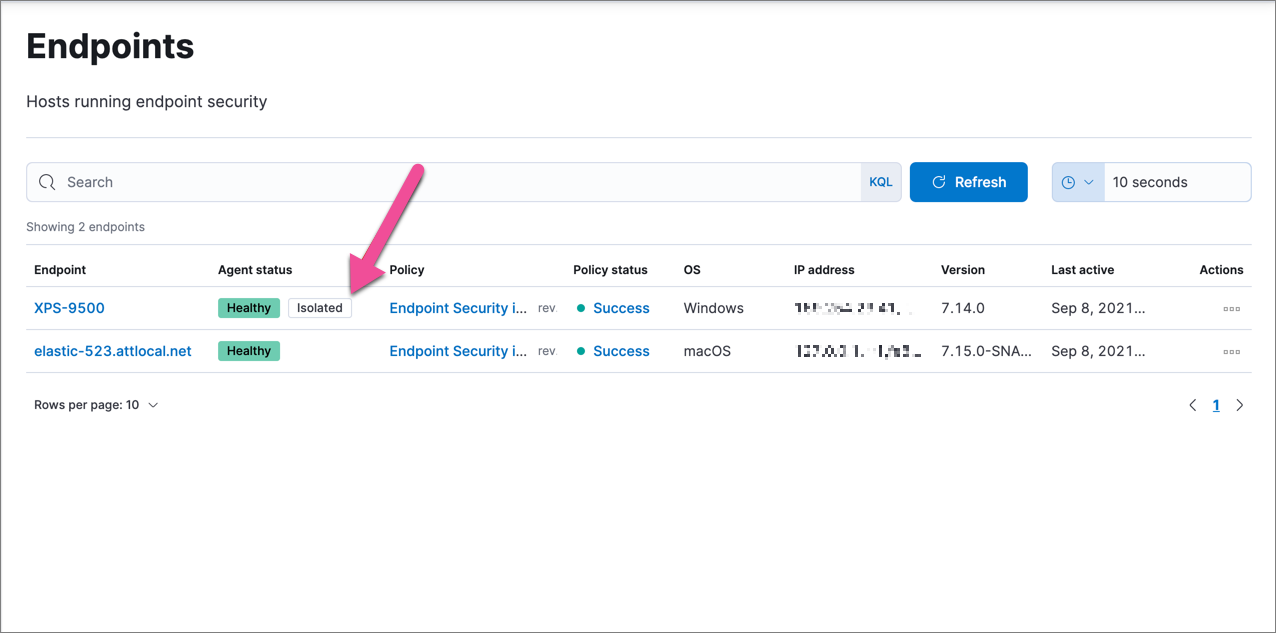 Endpoints
Hosts running endpoint security
Search KQL Refresh 10 seconds
Showing 2 endpoints
Endpoint Agent status Policy Policy status OS IP address Version Last active Actions
XPS-9500 Healthy Isolated Endpoint Security i... rev. Success Windows 7.14.0 Sep 8, 2021...
elastic-523.attlocal.net Healthy Endpoint Security i... rev. Success macOS 7.15.0-SNA... Sep 8, 2021...
Rows per page: 10 1